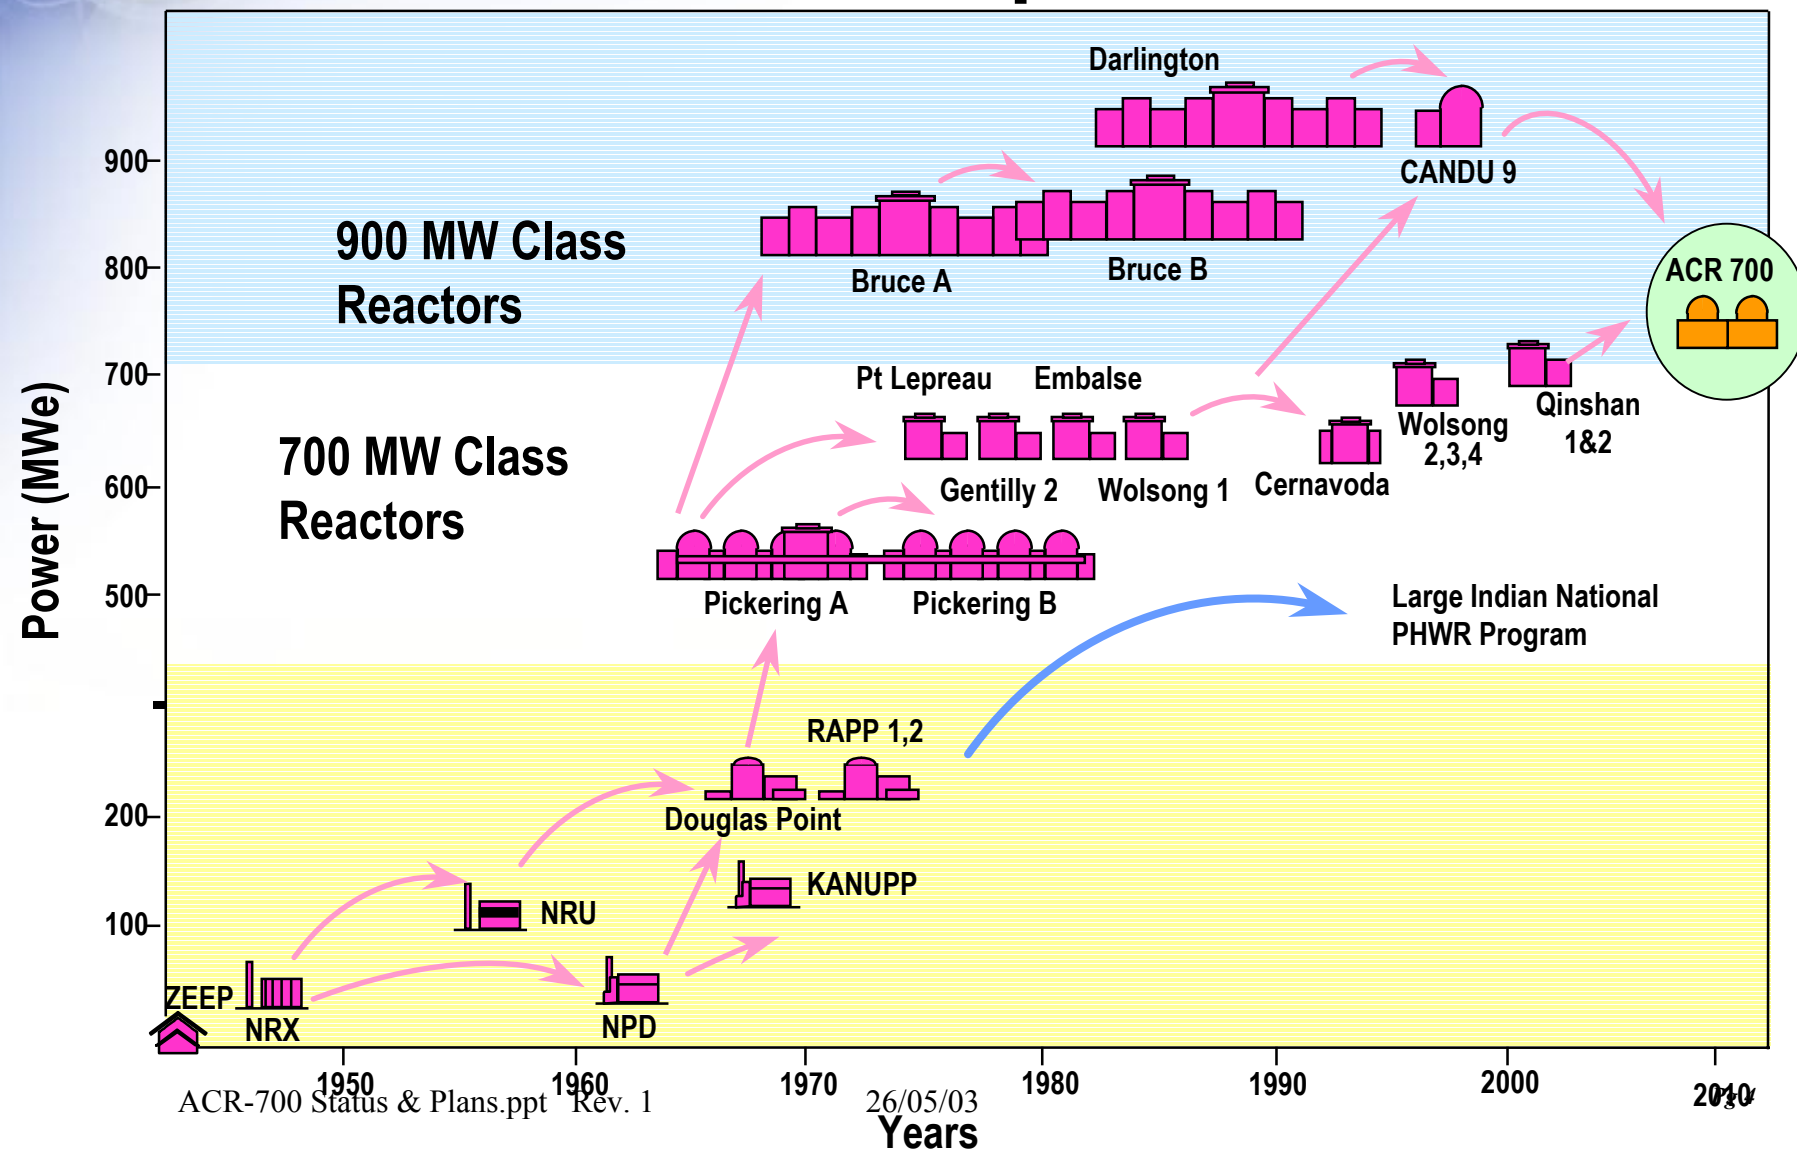 Darlington
900
CANDU 9
900 MW Class
Reactors
800
Bruce A
Bruce B
ACR 700
700
Pt Lepreau
Embalse
Qinshan
1&2
Wolsong
2,3,4
700 MW Class
Reactors
600
Gentilly 2
Wolsong 1
Cernavoda
Power (MWe)
500
Pickering A
Pickering B
Large Indian National
PHWR Program
RAPP 1,2
200
Douglas Point
KANUPP
100
NRU
ZEEP
NRX
NPD
1950
1960
1970
1980
1990
2000
2010
ACR-700 Status & Plans.ppt Rev. 1
26/05/03
Years